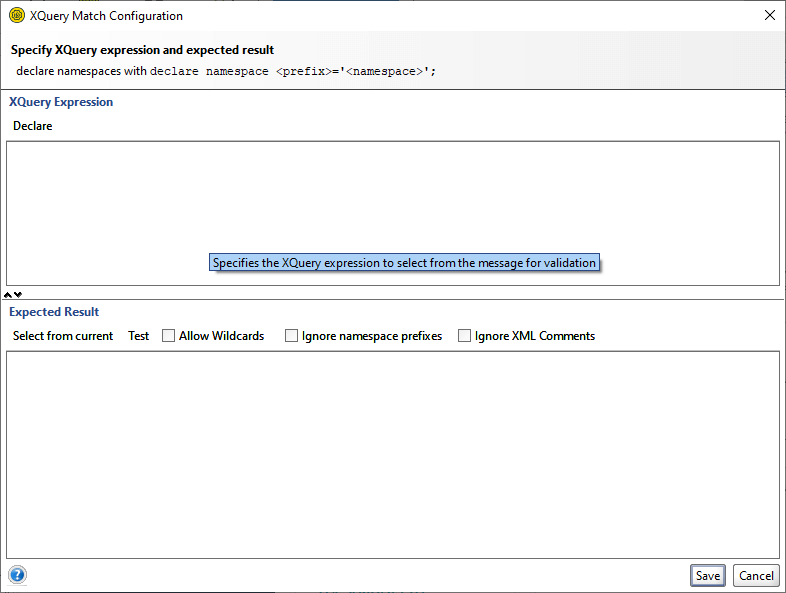 XQuery Match Configuration
Specify XQuery expression and expected result
declare namespaces with declare namespace <prefix>='<namespace>';
XQuery Expression
Declare
Specifies the XQuery expression to select from the message for validation
Expected Result
Select from current Test Allow Wildcards Ignore namespace prefixes Ignore XML Comments
? Save Cancel